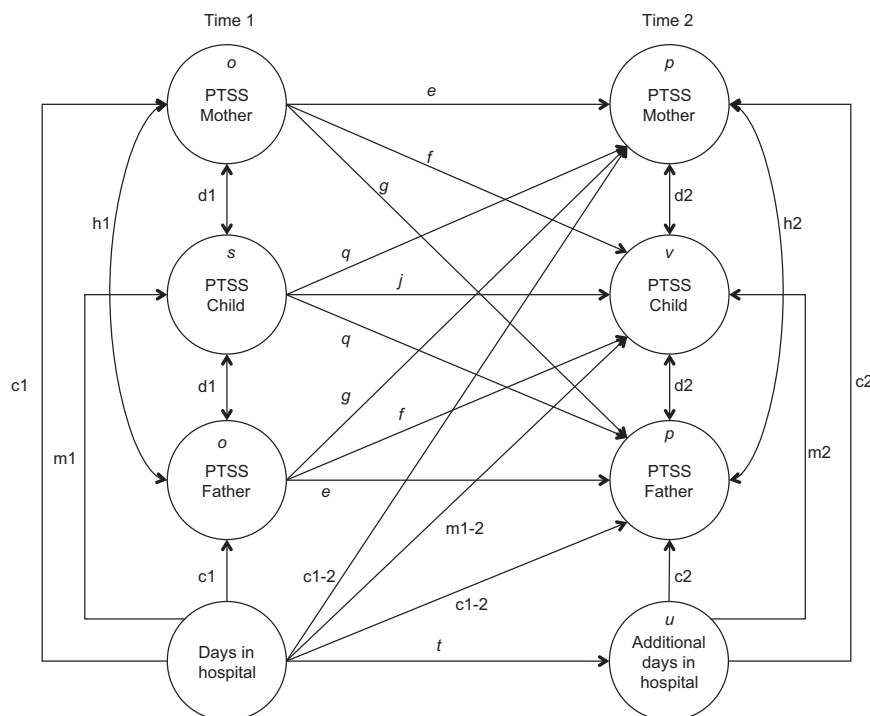 Time 1
Time 2
o
PTSS
Mother
p
PTSS
Mother
e
f
g
d1
d2
h1
h2
q
s
PTSS
Child
v
PTSS
Child
j
q
c1
c2
d1
d2
g
f
m1
m2
o
PTSS
Father
p
PTSS
Father
e
m1-2
c1
c1-2
c1-2
c2
Days in
hospital
t
u
Additional
days in
hospital